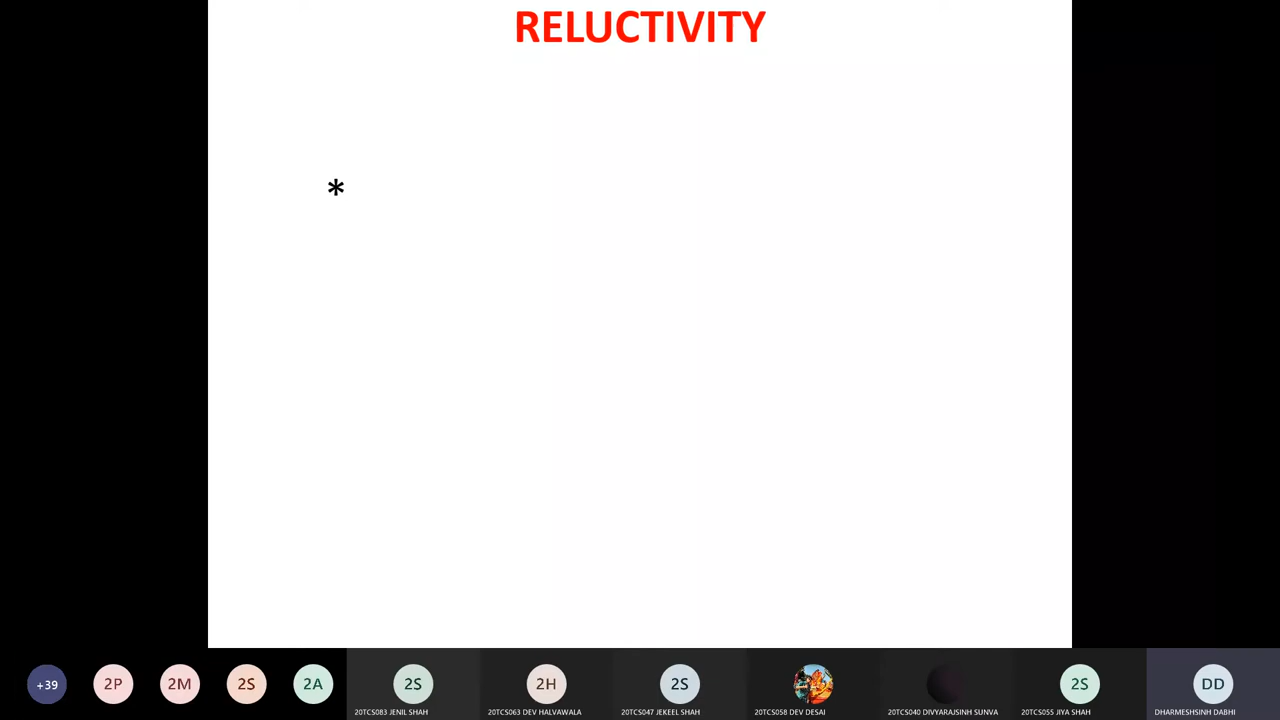 RELUCTIVITY
*
+39
2P
2M
2S
2A
2S
2H
2S
2S
DD
20TCS083 JENIL SHAH
20TCS063 DEV HALVAWALA
20TCS047 JEKEEL SHAH
20TCS058 DEV DESAI
20TCS040 DIVYARAJSINH SUNVA
20TCS055 JIYA SHAH
DHARMESHSINH DABHI